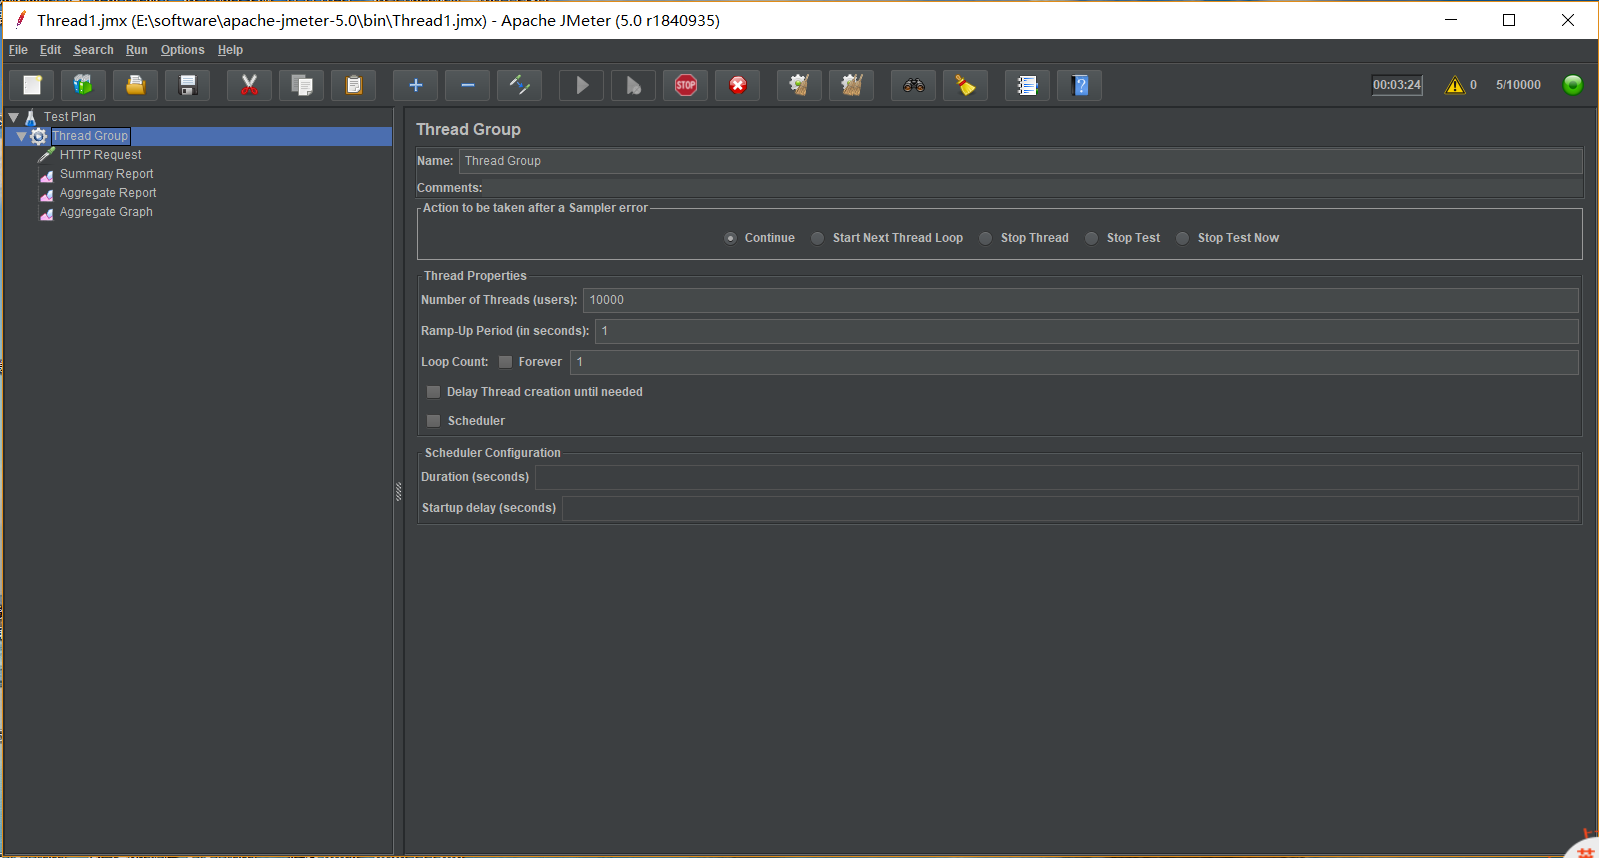 Thread1.jmx (E:\software\apache-jmeter-5.0\bin\Thread1.jmx) - Apache JMeter (5.0 r1840935)
File Edit Search Run Options Help
STOP
00:03:24 0 5/10000
Test Plan
Thread Group
HTTP Request
Summary Report
Aggregate Report
Aggregate Graph
Thread Group
Name: Thread Group
Comments:
Action to be taken after a Sampler error
Continue Start Next Thread Loop Stop Thread Stop Test Stop Test Now
Thread Properties
Number of Threads (users): 10000
Ramp-Up Period (in seconds): 1
Loop Count: Forever 1
Delay Thread creation until needed
Scheduler
Scheduler Configuration
Duration (seconds)
Startup delay (seconds)